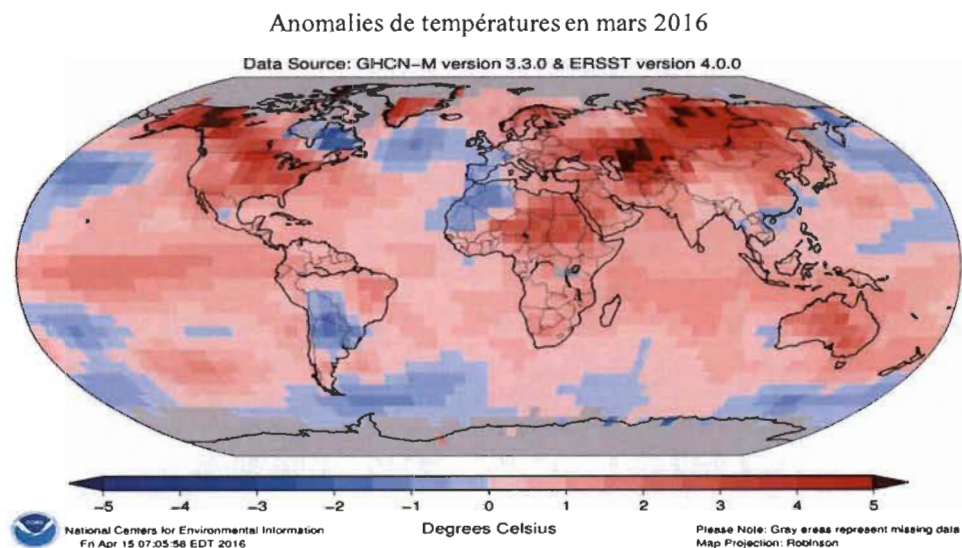 Anomalies de températures en mars 2016
Data Source: GHCN–M version 3.3.0 & ERSST version 4.0.0
–5 –4 –3 –2 –1 0 1 2 3 4 5
Degrees Celsius
National Centers for Environmental Information
Fri Apr 15 07:05:58 EDT 2016
Please Note: Gray areas represent missing data
Map Projection: Robinson